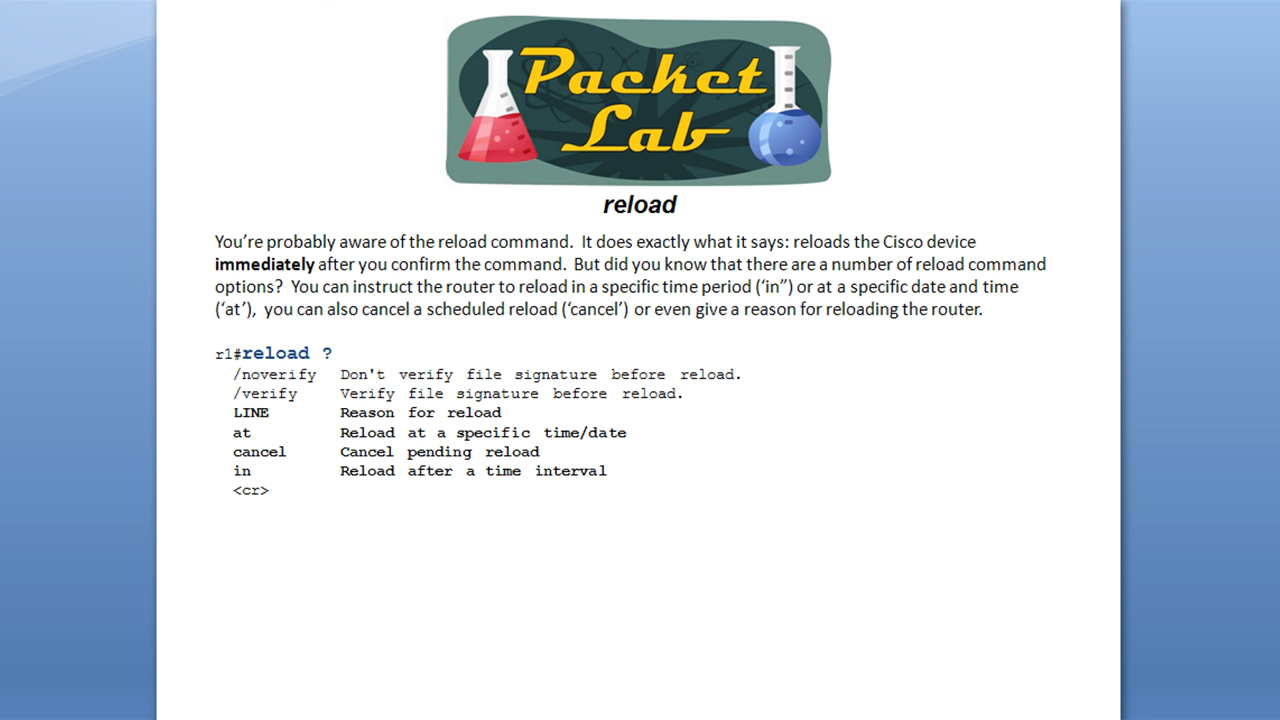 Packet
Lab
reload
You’re probably aware of the reload command.  It does exactly what it says: reloads the Cisco device
immediately after you confirm the command.  But did you know that there are a number of reload command
options?  You can instruct the router to reload in a specific time period (‘in”) or at a specific date and time
(‘at’),  you can also cancel a scheduled reload (‘cancel’) or even give a reason for reloading the router.
r1#reload ?
/noverify  Don't verify file signature before reload.
/verify    Verify file signature before reload.
LINE       Reason for reload
at         Reload at a specific time/date
cancel     Cancel pending reload
in         Reload after a time interval
<cr>